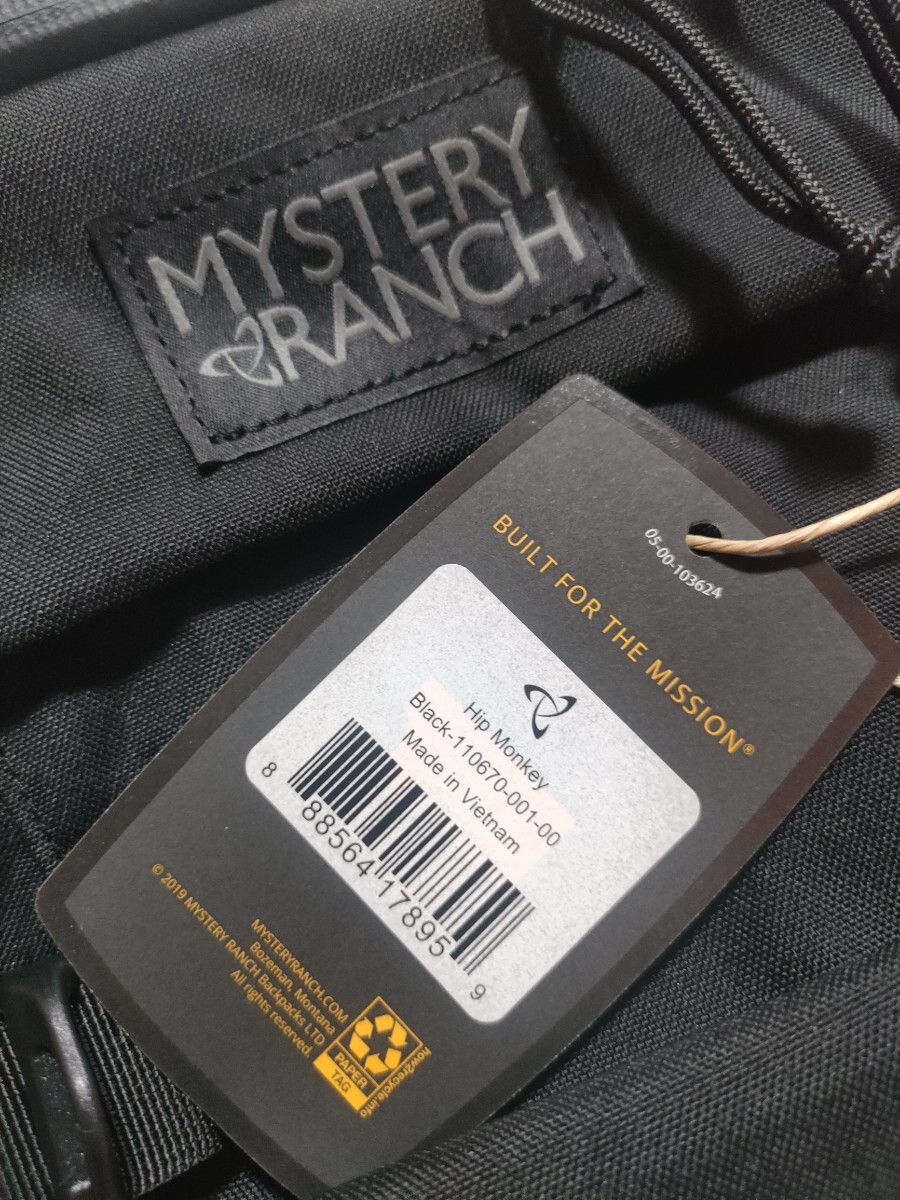 MYSTERY
RANCH
05-00-103624
BUILT FOR THE MISSION®
Hip Monkey
Black-110670-001-00
Made in Vietnam
8 88564 17895 9
MYSTERYRANCH.COM
Bozeman, Montana
© 2019 MYSTERY RANCH Backpacks LTD
All rights reserved.
PAPER
TAG
how2recycle.info